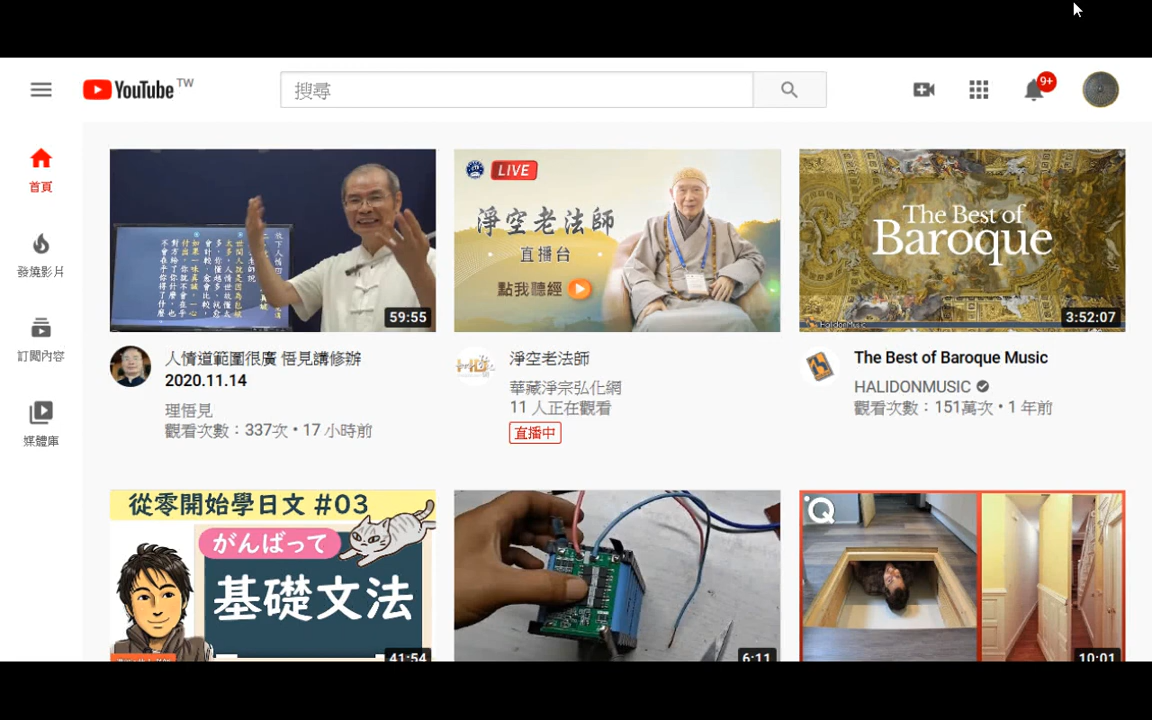 YouTube TW
搜尋
9+
首頁
發燒影片
訂閱內容
媒體庫
59:55
人情道範圍很廣 悟見講修辦
2020.11.14
理悟見
觀看次數：337次 • 17 小時前
LIVE
淨空老法師
直播台
點我聽經
淨空老法師
華藏淨宗弘化網
11 人正在觀看
直播中
The Best of
Baroque
HalidonMusic
3:52:07
The Best of Baroque Music
HALIDONMUSIC
觀看次數：151萬次 • 1 年前
從零開始學日文 #03
がんばって
基礎文法
41:54
6:11
Q
10:01